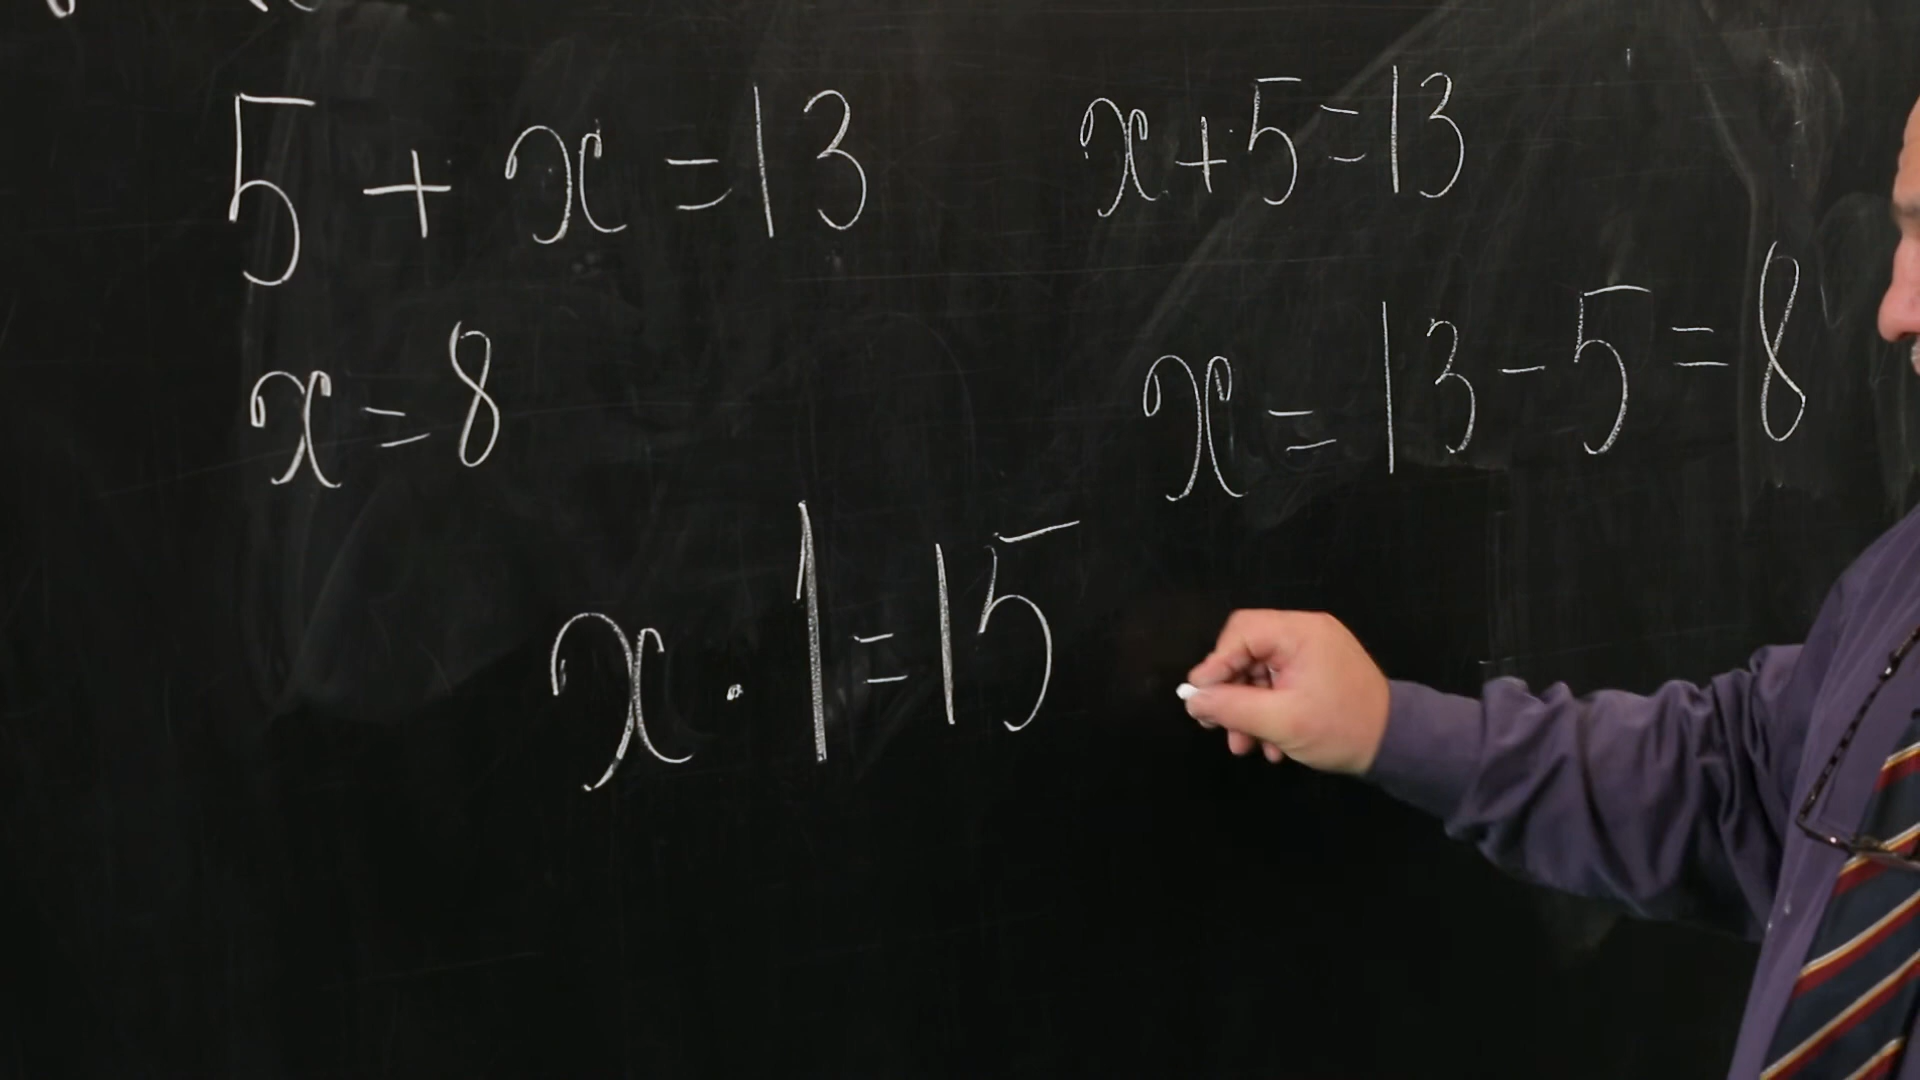 5 + x = 13
x = 8
x + 5 = 13
x = 13 - 5 = 8
x · 1 = 15